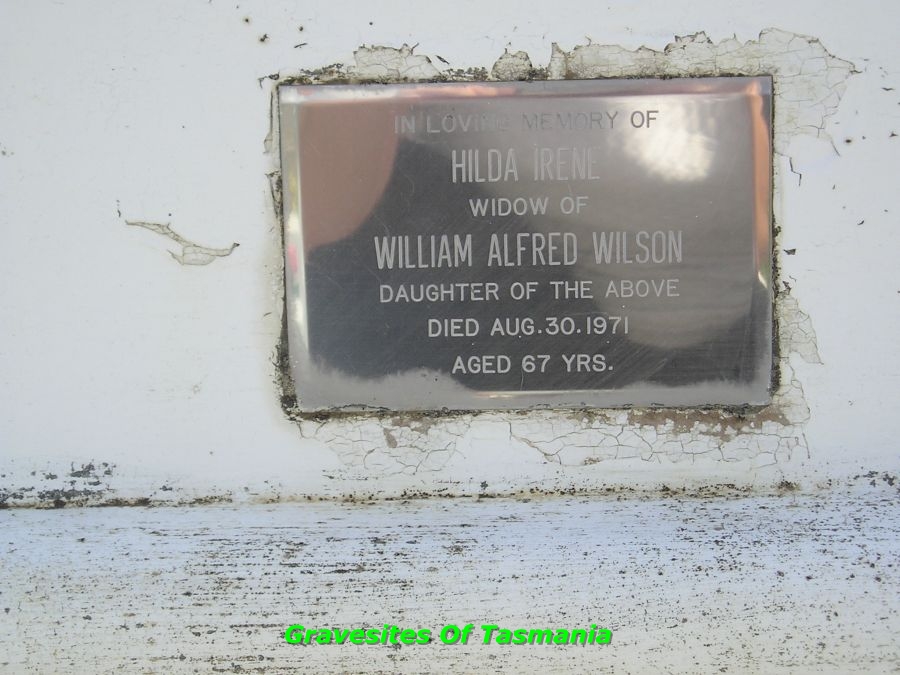 IN LOVING MEMORY OF
HILDA IRENE
WIDOW OF
WILLIAM ALFRED WILSON
DAUGHTER OF THE ABOVE
DIED AUG.30.1971
AGED 67 YRS.
Gravesites Of Tasmania